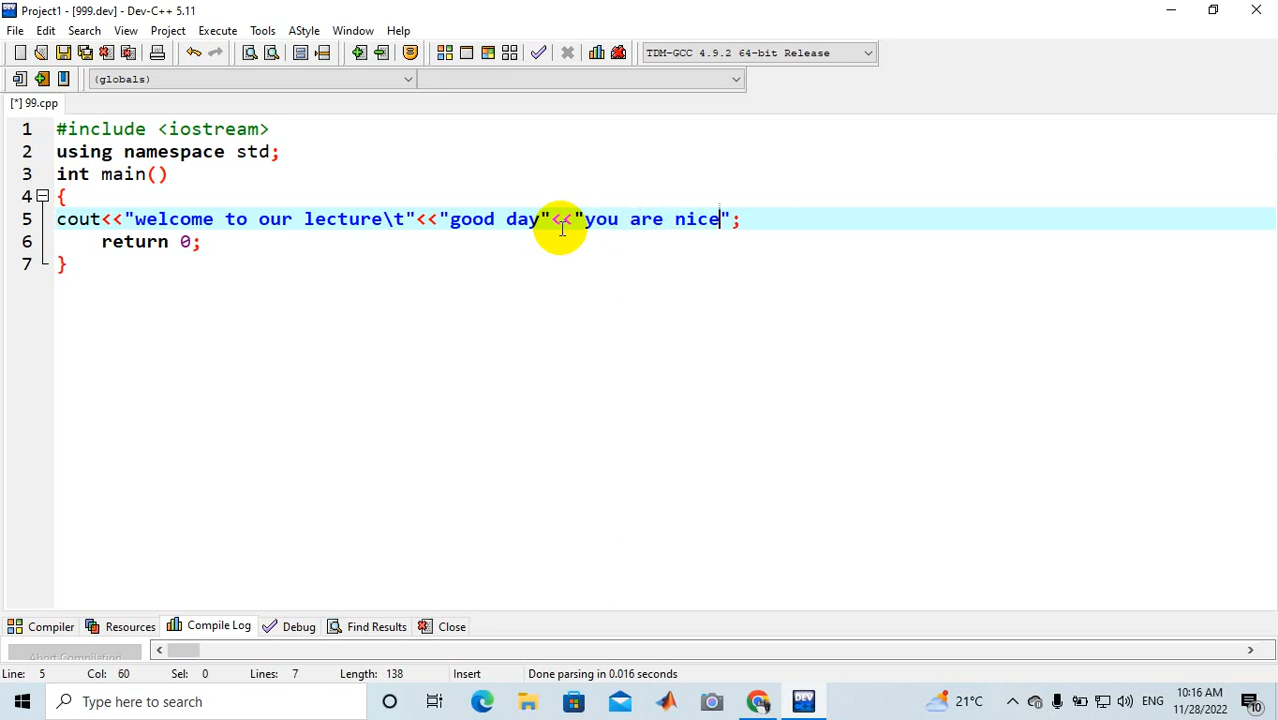 Project1 - [999.dev] - Dev-C++ 5.11
File Edit Search View Project Execute Tools AStyle Window Help
TDM-GCC 4.9.2 64-bit Release
(globals)
[*] 99.cpp
1 #include <iostream>
2 using namespace std;
3 int main()
4 {
5 cout<<"welcome to our lecture\t"<<"good day"<<"you are nice";
6 return 0;
7 }
Compiler Resources Compile Log Debug Find Results Close
Abort Compilation
Line: 5 Col: 60 Sel: 0 Lines: 7 Length: 138 Insert Done parsing in 0.016 seconds
Type here to search
21°C ENG 10:16 AM
11/28/2022 10